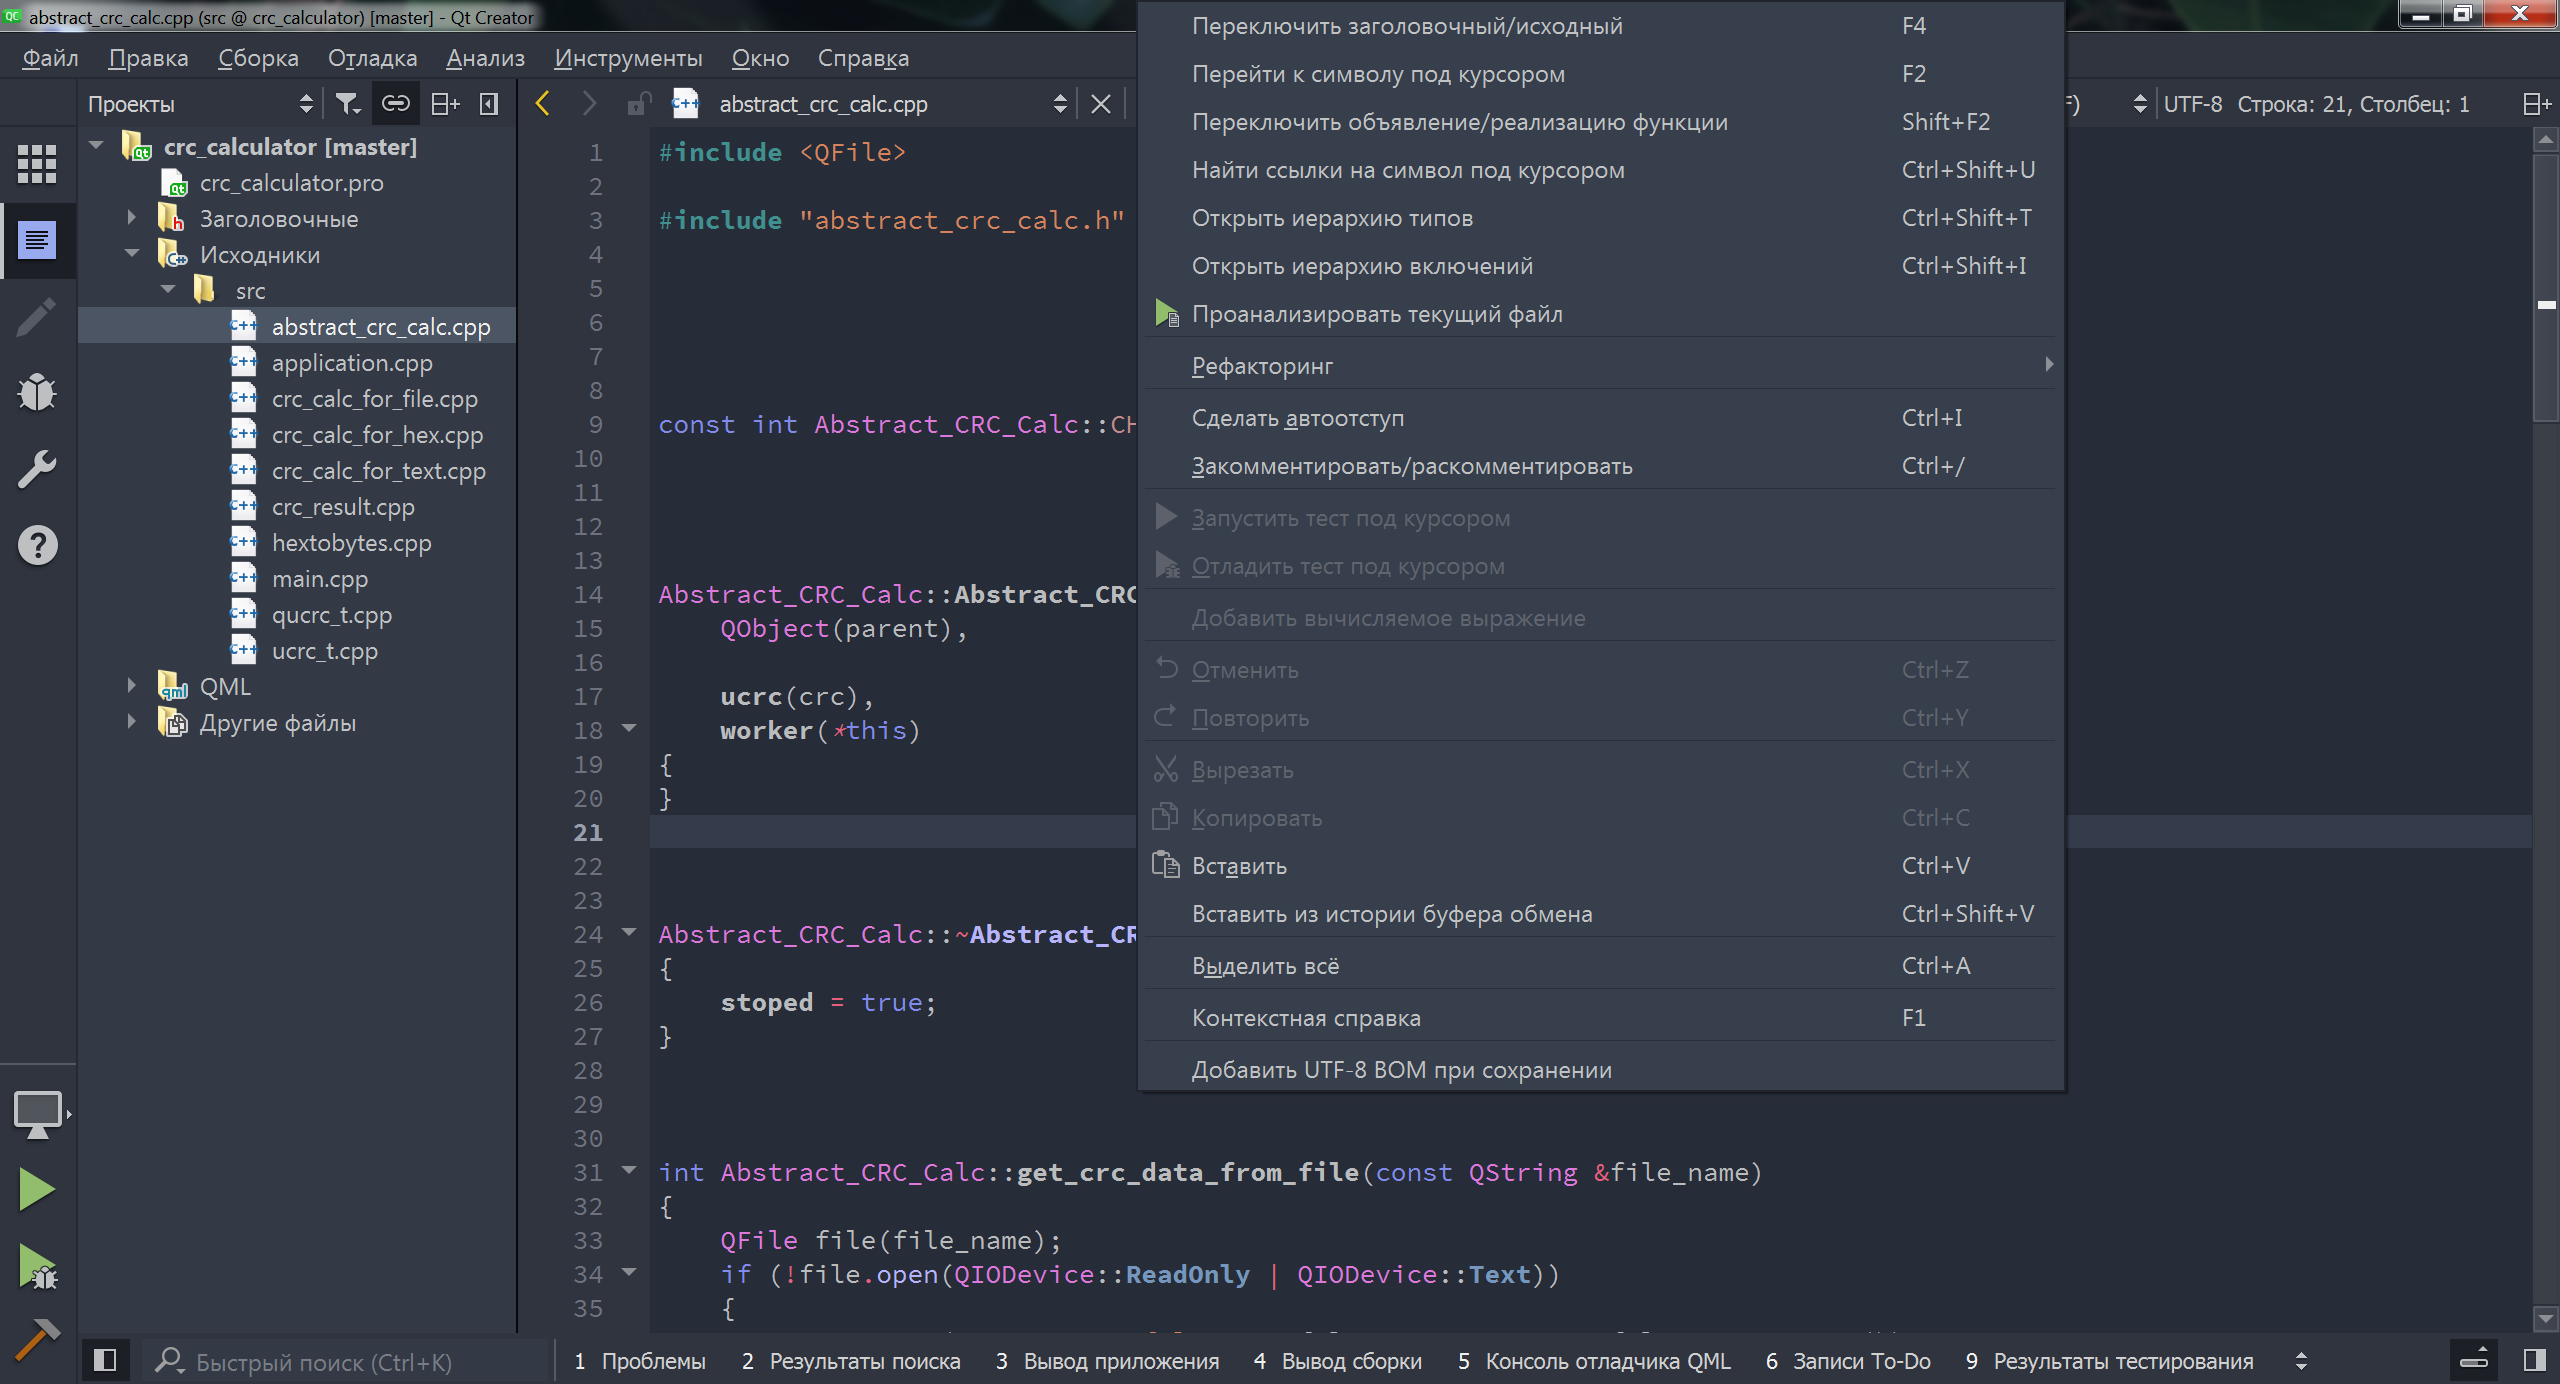 abstract_crc_calc.cpp (src @ crc_calculator) [master] - Qt Creator
Файл Правка Сборка Отладка Анализ Инструменты Окно Справка
Проекты
abstract_crc_calc.cpp
UTF-8 Строка: 21, Столбец: 1
crc_calculator [master]
crc_calculator.pro
Заголовочные
Исходники
src
abstract_crc_calc.cpp
application.cpp
crc_calc_for_file.cpp
crc_calc_for_hex.cpp
crc_calc_for_text.cpp
crc_result.cpp
hextobytes.cpp
main.cpp
qucrc_t.cpp
ucrc_t.cpp
QML
Другие файлы
1 #include <QFile>
2
3 #include "abstract_crc_calc.h"
4
5
6
7
8
9 const int Abstract_CRC_Calc::CH
10
11
12
13
14 Abstract_CRC_Calc::Abstract_CRC
15 QObject(parent),
16
17 ucrc(crc),
18 worker(*this)
19 {
20 }
21
22
23
24 Abstract_CRC_Calc::~Abstract_CR
25 {
26 stoped = true;
27 }
28
29
30
31 int Abstract_CRC_Calc::get_crc_data_from_file(const QString &file_name)
32 {
33 QFile file(file_name);
34 if (!file.open(QIODevice::ReadOnly | QIODevice::Text))
35 {
Переключить заголовочный/исходный F4
Перейти к символу под курсором F2
Переключить объявление/реализацию функции Shift+F2
Найти ссылки на символ под курсором Ctrl+Shift+U
Открыть иерархию типов Ctrl+Shift+T
Открыть иерархию включений Ctrl+Shift+I
Проанализировать текущий файл
Рефакторинг
Сделать автоотступ Ctrl+I
Закомментировать/раскомментировать Ctrl+/
Запустить тест под курсором
Отладить тест под курсором
Добавить вычисляемое выражение
Отменить Ctrl+Z
Повторить Ctrl+Y
Вырезать Ctrl+X
Копировать Ctrl+C
Вставить Ctrl+V
Вставить из истории буфера обмена Ctrl+Shift+V
Выделить всё Ctrl+A
Контекстная справка F1
Добавить UTF-8 BOM при сохранении
Быстрый поиск (Ctrl+K)
1 Проблемы 2 Результаты поиска 3 Вывод приложения 4 Вывод сборки 5 Консоль отладчика QML 6 Записи To-Do 9 Результаты тестирования